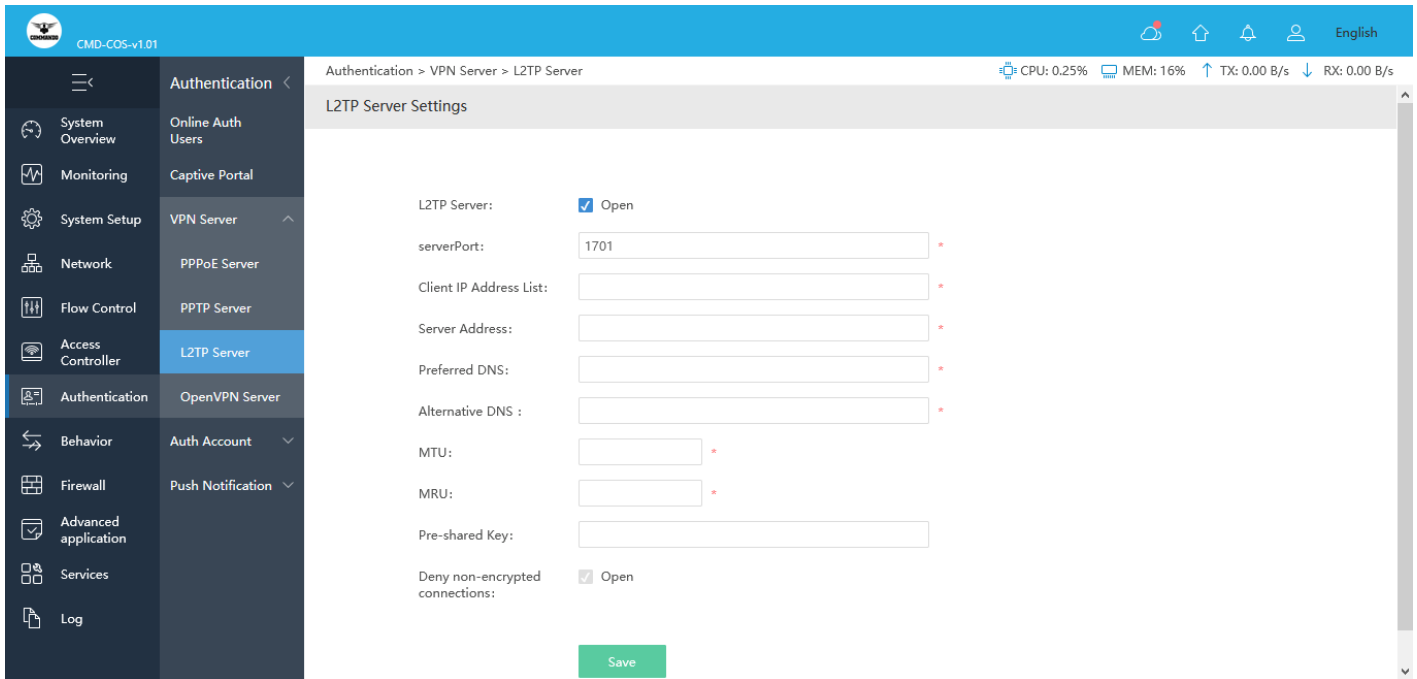 COMMANDO
CMD-COS-v1.01
English
Authentication
Authentication > VPN Server > L2TP Server
CPU: 0.25%
MEM: 16%
TX: 0.00 B/s
RX: 0.00 B/s
L2TP Server Settings
System
Overview
Monitoring
System Setup
Network
Flow Control
Access
Controller
Authentication
Behavior
Firewall
Advanced
application
Services
Log
Online Auth
Users
Captive Portal
VPN Server
PPPoE Server
PPTP Server
L2TP Server
OpenVPN Server
Auth Account
Push Notification
L2TP Server: Open
serverPort: 1701 *
Client IP Address List: *
Server Address: *
Preferred DNS: *
Alternative DNS : *
MTU: *
MRU: *
Pre-shared Key:
Deny non-encrypted
connections: Open
Save